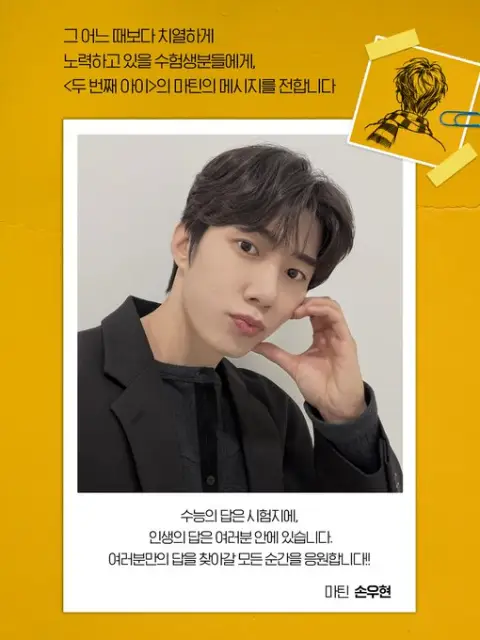 그 어느 때보다 치열하게
노력하고 있을 수험생분들에게,
<두 번째 아이>의 마틴의 메시지를 전합니다
수능의 답은 시험지에,
인생의 답은 여러분 안에 있습니다.
여러분만의 답을 찾아갈 모든 순간을 응원합니다!!
마틴 손우현